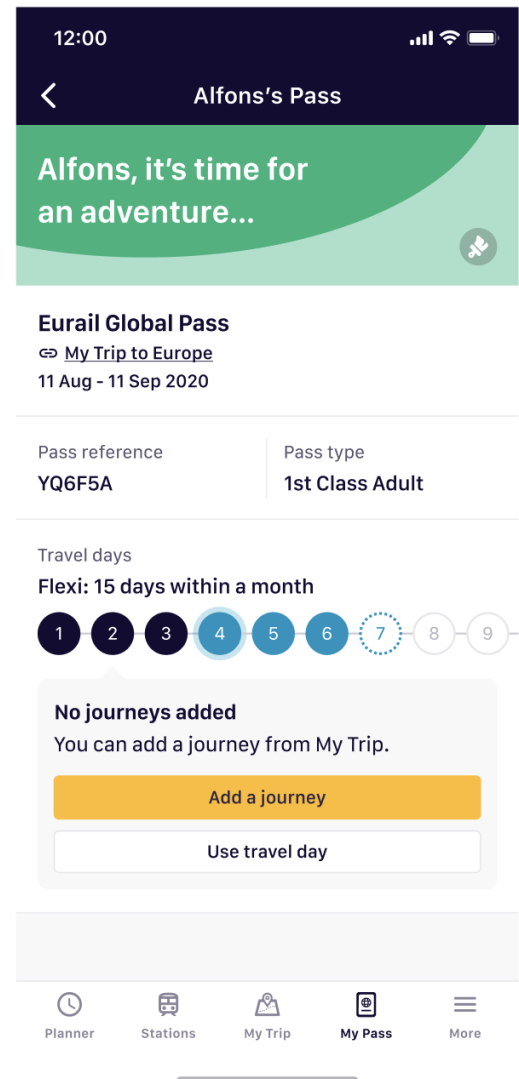 12:00
Alfons's Pass
Alfons, it's time for
an adventure...
Eurail Global Pass
My Trip to Europe
11 Aug - 11 Sep 2020
Pass reference
YQ6F5A
Pass type
1st Class Adult
Travel days
Flexi: 15 days within a month
1 2 3 4 5 6 7 8 9
No journeys added
You can add a journey from My Trip.
Add a journey
Use travel day
Planner Stations My Trip My Pass More